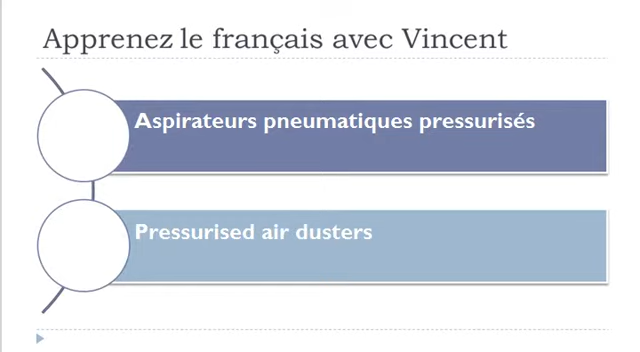 Apprenez le français avec Vincent
Aspirateurs pneumatiques pressurisés
Pressurised air dusters